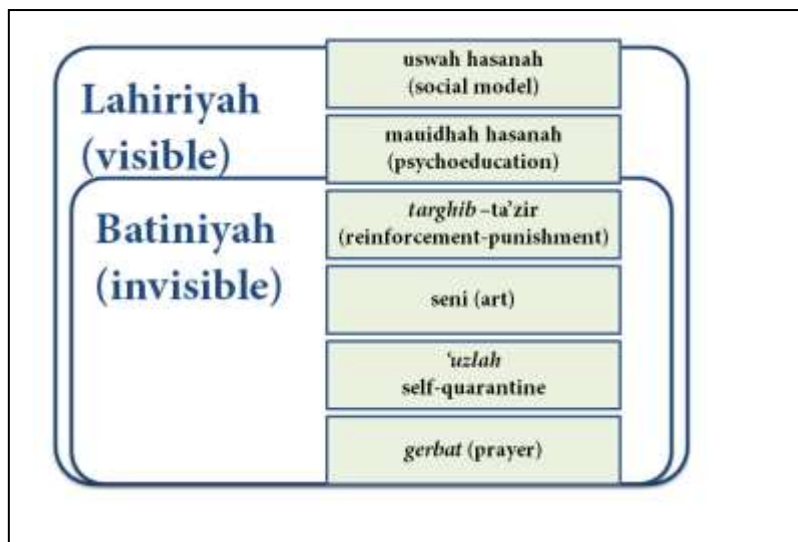 Lahiriyah
(visible)
uswah hasanah
(social model)
mauidhah hasanah
(psychoeducation)
Batiniyah
(invisible)
targhib –ta'zir
(reinforcement-punishment)
seni (art)
'uzlah
self-quarantine
gerbat (prayer)